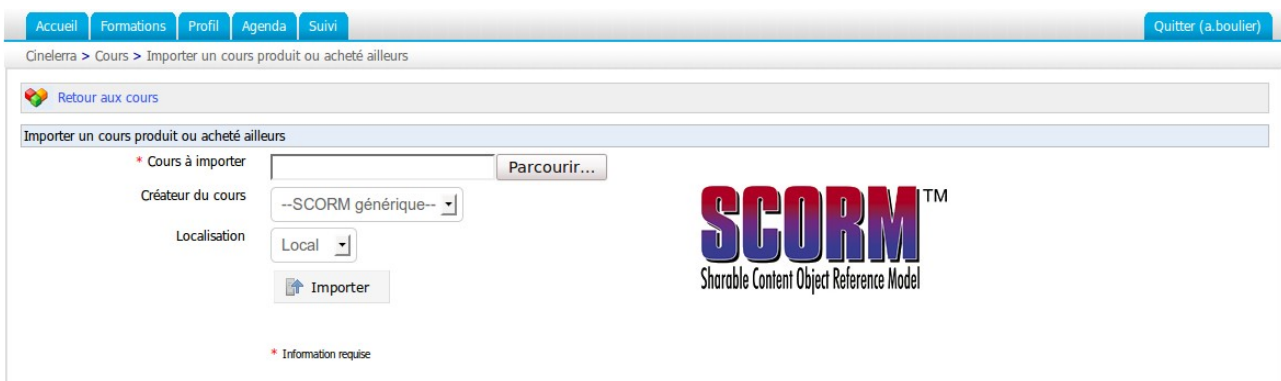 Accueil Formations Profil Agenda Suivi Quitter (a.boulier)
Cinelerra > Cours > Importer un cours produit ou acheté ailleurs
Retour aux cours
Importer un cours produit ou acheté ailleurs
* Cours à importer Parcourir...
Créateur du cours --SCORM générique--
Localisation Local
Importer
SCORM™
Sharable Content Object Reference Model
* Information requise